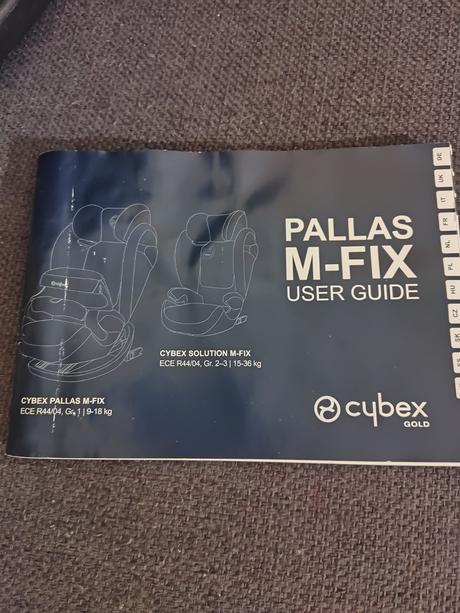 PALLAS
M-FIX
USER GUIDE
cybex
CYBEX SOLUTION M-FIX
ECE R44/04, Gr. 2–3 | 15-36 kg
CYBEX PALLAS M-FIX
ECE R44/04, Gr. 1 | 9-18 kg
cybex
GOLD
DE
UK
IT
FR
NL
PL
HU
CZ
SK
ES